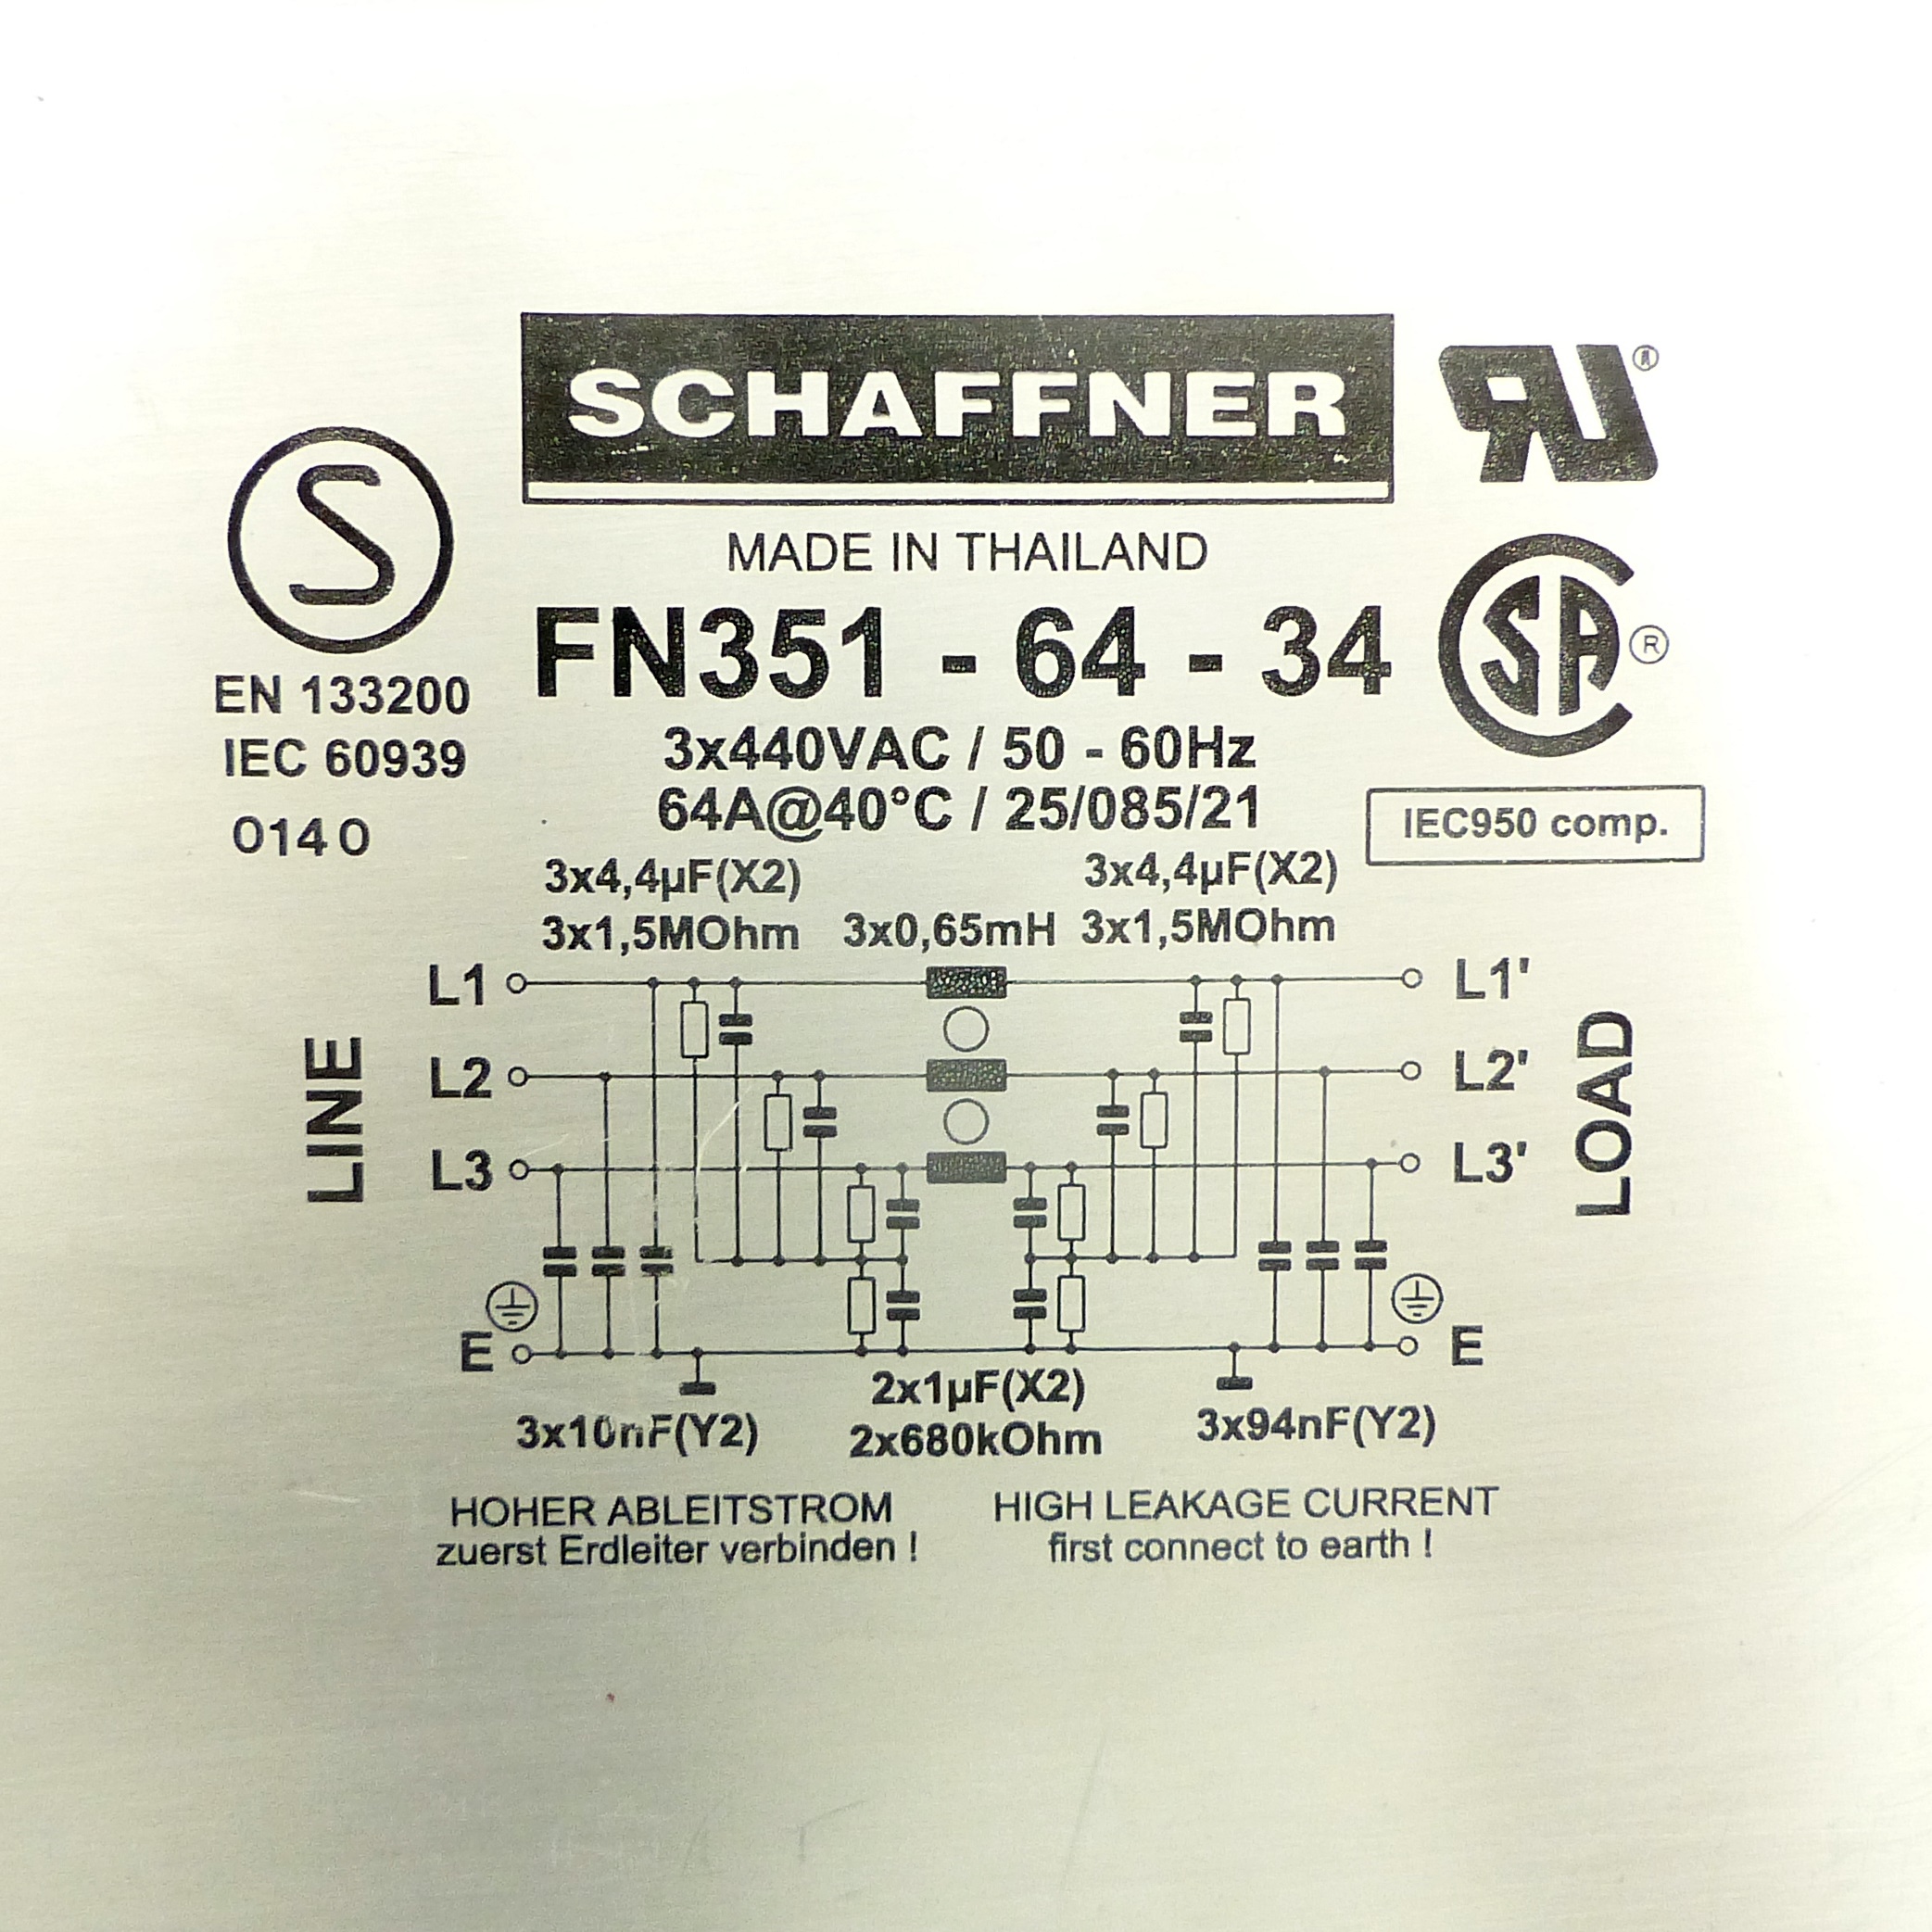 SCHAFFNER
MADE IN THAILAND
FN351 - 64 - 34
3x440VAC / 50 - 60Hz
64A@40°C / 25/085/21
S
EN 133200
IEC 60939
0140
RU®
CSA®
IEC950 comp.
3x4,4µF(X2)
3x4,4µF(X2)
3x1,5MOhm
3x0,65mH
3x1,5MOhm
LINE
L1
L1'
L2
L2'
L3
L3'
LOAD
E
E
3x10nF(Y2)
2x1µF(X2)
2x680kOhm
3x94nF(Y2)
HOHER ABLEITSTROM
zuerst Erdleiter verbinden !
HIGH LEAKAGE CURRENT
first connect to earth !